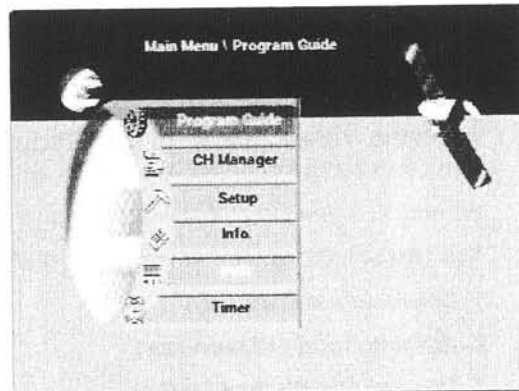 Main Menu \ Program Guide
Program Guide
CH Manager
Setup
Info.
Timer